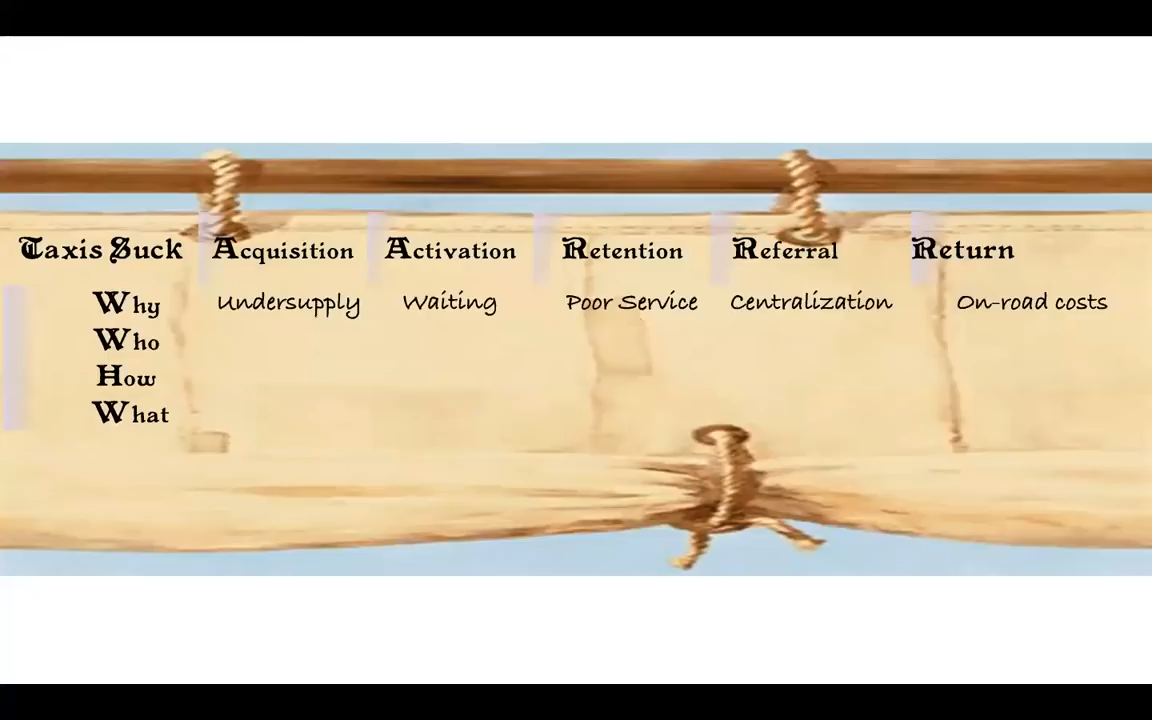 Taxis Suck Acquisition Activation Retention Referral Return
Why Undersupply Waiting Poor Service Centralization On-road costs
Who
How
What